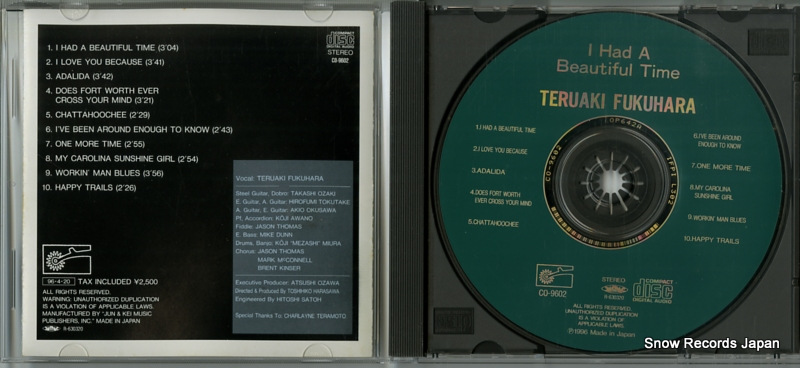 1. I HAD A BEAUTIFUL TIME (3'04)
2. I LOVE YOU BECAUSE (3'41)
3. ADALIDA (3'42)
4. DOES FORT WORTH EVER
CROSS YOUR MIND (3'21)
5. CHATTAHOOCHEE (2'29)
6. I'VE BEEN AROUND ENOUGH TO KNOW (2'43)
7. ONE MORE TIME (2'55)
8. MY CAROLINA SUNSHINE GIRL (2'54)
9. WORKIN' MAN BLUES (3'56)
10. HAPPY TRAILS (2'26)
COMPACT
disc
DIGITAL AUDIO
STEREO
CO-9602
Vocal: TERUAKI FUKUHARA
Steel Guitar, Dobro: TAKASHI OZAKI
E. Guitar, A. Guitar: HIROFUMI TOKUTAKE
A. Guitar, E. Guitar: AKIO OKUSAWA
Pf, Accordion: KŌJI AWANO
Fiddle: JASON THOMAS
E. Bass: MIKE DUNN
Drums, Banjo: KŌJI "MEZASHI" MIURA
Chorus: JASON THOMAS
MARK McCONNELL
BRENT KINSER
Executive Producer: ATSUSHI OZAWA
Directed & Produced By TOSHIHIKO HARASAWA
Engineered By HITOSHI SATOH
Special Thanks To: CHARLAYNE TERAMOTO
96-4-20 TAX INCLUDED ¥2,500
ALL RIGHTS RESERVED.
WARNING: UNAUTHORIZED DUPLICATION
IS A VIOLATION OF APPLICABLE LAWS.
MANUFACTURED BY "JUN & KEI MUSIC
PUBLISHERS, INC." MADE IN JAPAN
R-630320
I Had A
Beautiful Time
TERUAKI FUKUHARA
1.I HAD A BEAUTIFUL TIME
2.I LOVE YOU BECAUSE
3.ADALIDA
4.DOES FORT WORTH
EVER CROSS YOUR MIND
5.CHATTAHOOCHEE
6.I'VE BEEN AROUND
ENOUGH TO KNOW
7.ONE MORE TIME
8.MY CAROLINA
SUNSHINE GIRL
9.WORKIN' MAN BLUES
10.HAPPY TRAILS
CO-9602
IFPI L302
CO-9602
STEREO
R-630320
COMPACT
disc
DIGITAL AUDIO
ALL RIGHTS RESERVED.
UNAUTHORIZED DUPLICATION
IS A VIOLATION OF
APPLICABLE LAWS.
Ⓟ1996 Made in Japan
Snow Records Japan